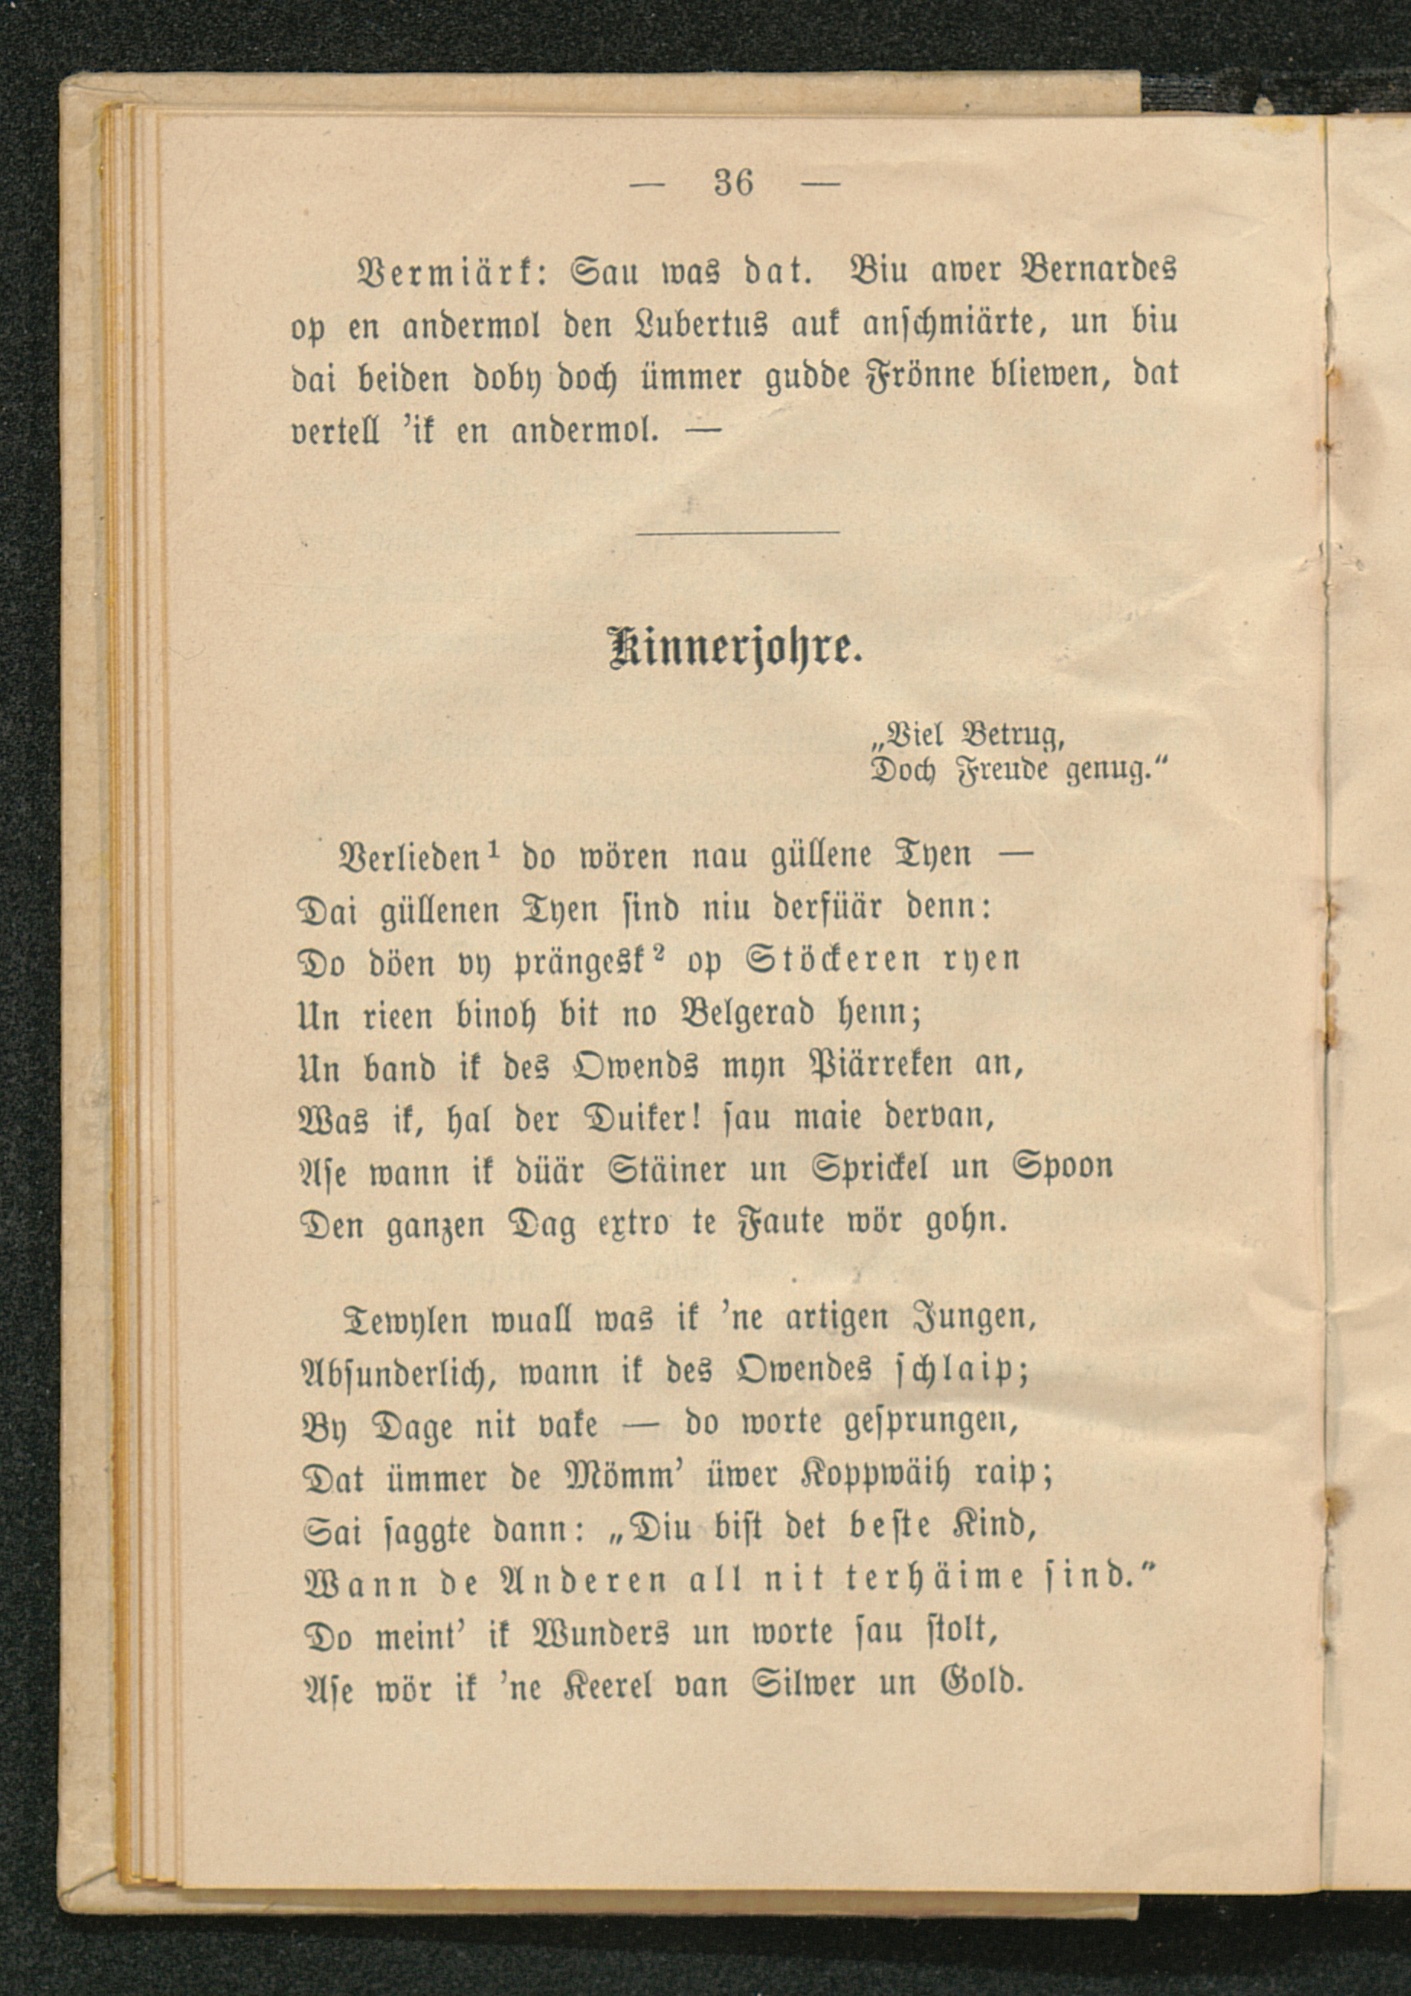 — 36 —
Vermiärk: Sau was dat. Biu awer Bernardes
op en andermol den Lubertus auk anschmiärte, un biu
dai beiden doby doch ümmer gudde Frönne bliewen, dat
vertell 'ik en andermol. —
Kinnerjohre.
„Viel Betrug,
Doch Freude genug.“
Verlieden¹ do wören nau güllene Tyen —
Dai güllenen Tyen sind niu derfüär denn:
Do döen vy prängesk² op Stöckeren ryen
Un rieen binoh bit no Belgerad henn;
Un band ik des Owends myn Piärreken an,
Was ik, hal der Duiker! sau maie dervan,
Ase wann ik düär Stäiner un Sprickel un Spoon
Den ganzen Dag extro te Faute wör gohn.
Tewylen wuall was ik 'ne artigen Jungen,
Absunderlich, wann ik des Owendes schlaip;
By Dage nit vake — do worte gesprungen,
Dat ümmer de Mömm' üwer Koppwäih raip;
Sai saggte dann: „Diu bist det beste Kind,
Wann de Anderen all nit terhäime sind.“
Do meint' ik Wunders un worte sau stolt,
Ase wör ik 'ne Keerel van Silwer un Gold.